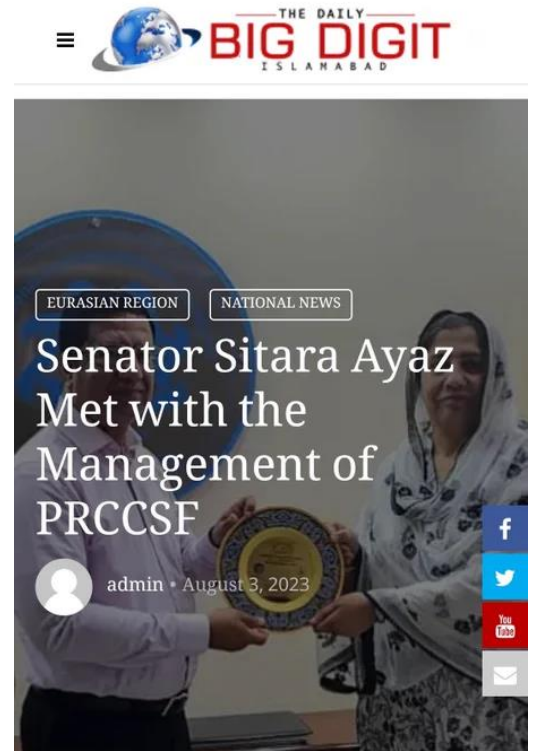 THE DAILY
BIG DIGIT
ISLAMABAD
EURASIAN REGION NATIONAL NEWS
Senator Sitara Ayaz
Met with the
Management of
PRCCSF
admin • August 3, 2023
f
You
Tube